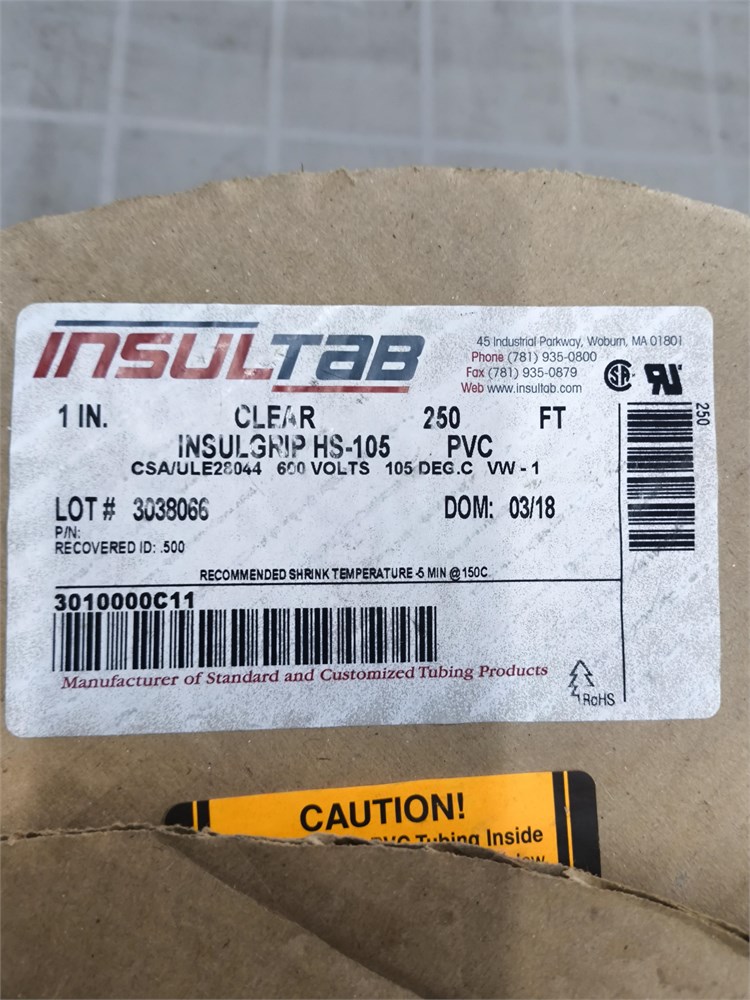 INSULTAB
45 Industrial Parkway, Woburn, MA 01801
Phone (781) 935-0800
Fax (781) 935-0879
Web www.insultab.com
SA
1 IN. CLEAR 250 FT
INSULGRIP HS-105 PVC
CSA/ULE28044 600 VOLTS 105 DEG.C VW - 1
250
LOT # 3038066 DOM: 03/18
P/N:
RECOVERED ID: .500
RECOMMENDED SHRINK TEMPERATURE -5 MIN @ 150C
3010000C11
Manufacturer of Standard and Customized Tubing Products
RoHS
CAUTION!
PVC Tubing Inside